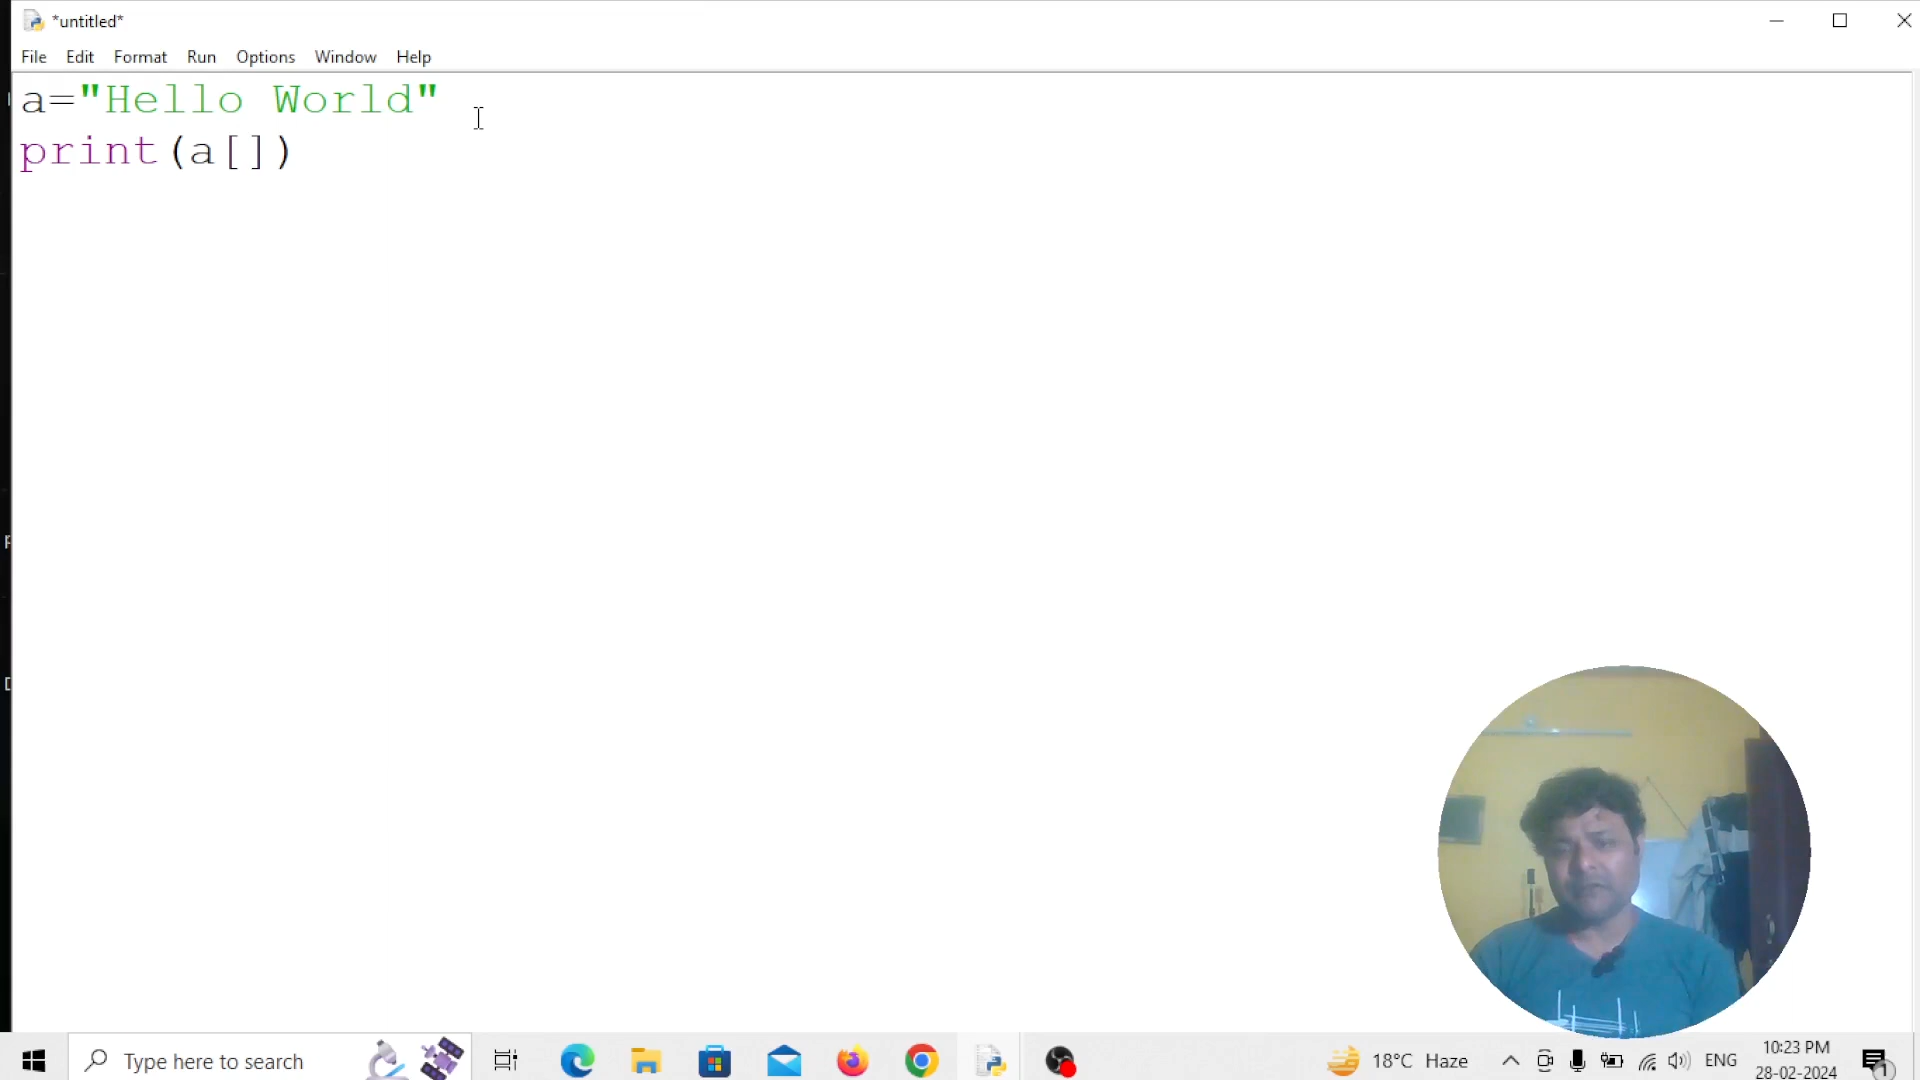 *untitled*
File Edit Format Run Options Window Help
a="Hello World"
print(a[])
Type here to search
18°C Haze
ENG
10:23 PM
28-02-2024
1